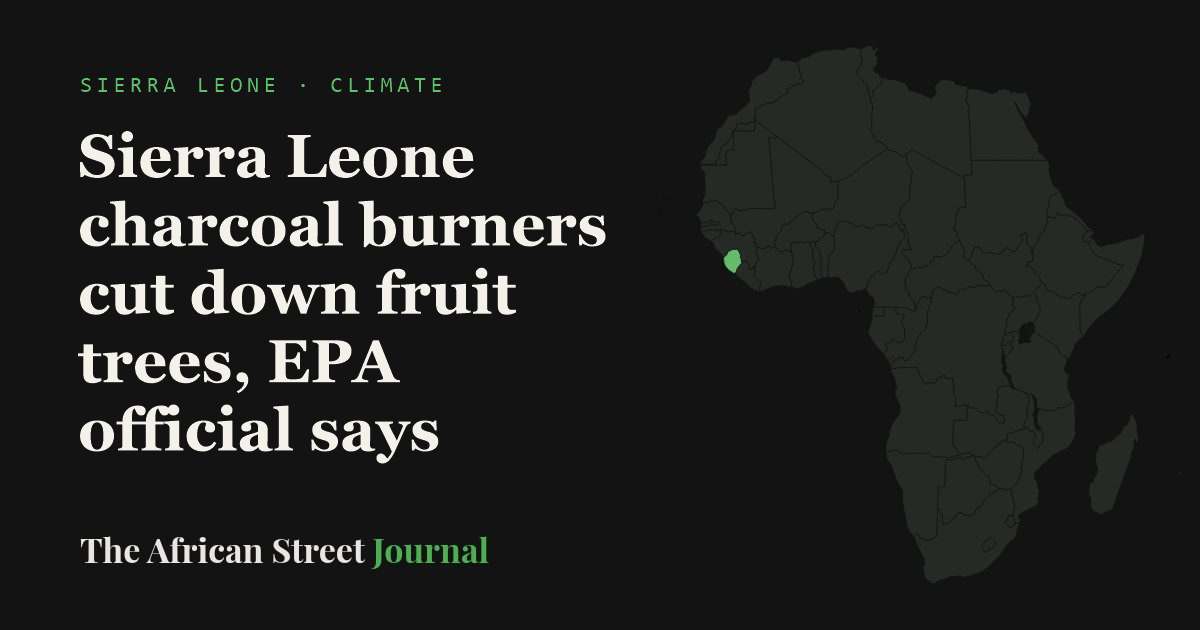 SIERRA LEONE · CLIMATE
Sierra Leone
charcoal burners
cut down fruit
trees, EPA
official says
The African Street Journal